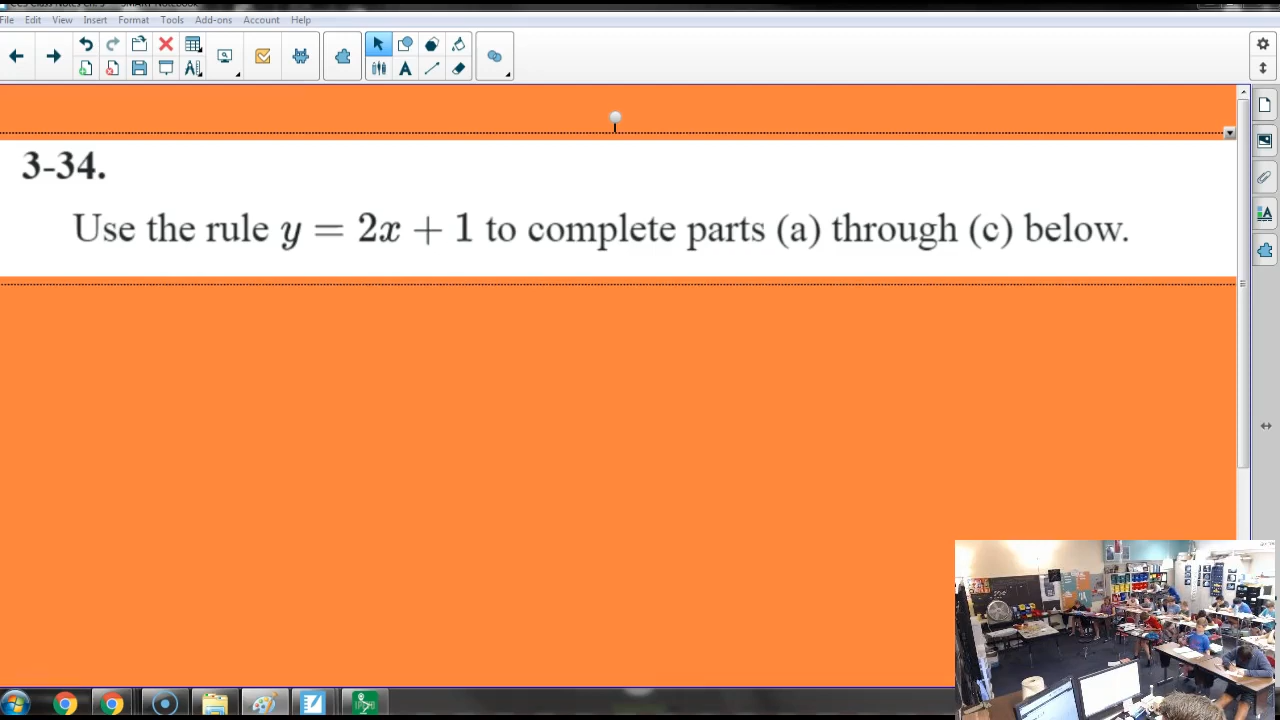 File Edit View Insert Format Tools Add-ons Account Help
3-34.
Use the rule y = 2x + 1 to complete parts (a) through (c) below.